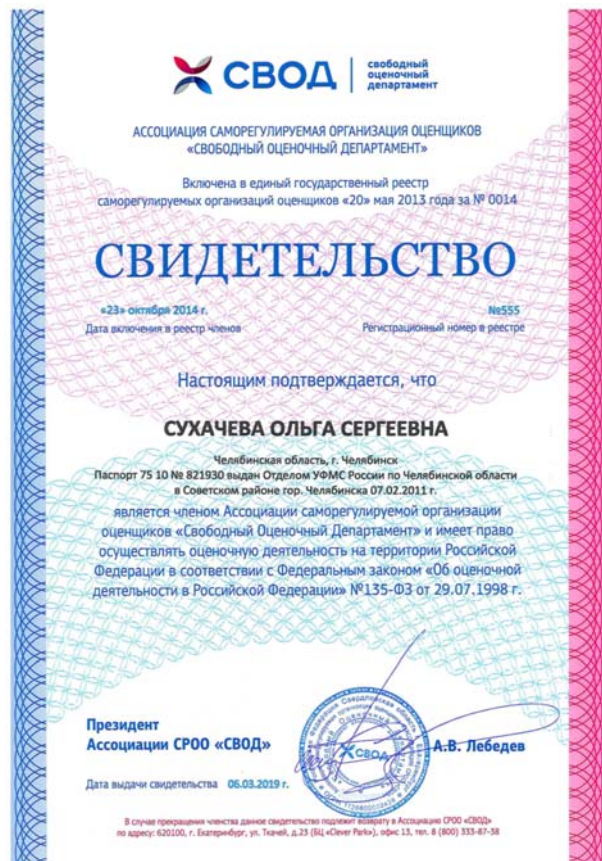 СВОД
свободный
оценочный
департамент
АССОЦИАЦИЯ САМОРЕГУЛИРУЕМАЯ ОРГАНИЗАЦИЯ ОЦЕНЩИКОВ
«СВОБОДНЫЙ ОЦЕНОЧНЫЙ ДЕПАРТАМЕНТ»
Включена в единый государственный реестр
саморегулируемых организаций оценщиков «20» мая 2013 года за № 0014
СВИДЕТЕЛЬСТВО
«23» октября 2014 г. №555
Дата включения в реестр членов Регистрационный номер в реестре
Настоящим подтверждается, что
СУХАЧЕВА ОЛЬГА СЕРГЕЕВНА
Челябинская область, г. Челябинск
Паспорт 75 10 № 821930 выдан Отделом УФМС России по Челябинской области
в Советском районе гор. Челябинска 07.02.2011 г.
является членом Ассоциации саморегулируемой организации
оценщиков «Свободный Оценочный Департамент» и имеет право
осуществлять оценочную деятельность на территории Российской
Федерации в соответствии с Федеральным законом «Об оценочной
деятельности в Российской Федерации» №135-ФЗ от 29.07.1998 г.
Президент
Ассоциации СРОО «СВОД» А.В. Лебедев
СВОД
Дата выдачи свидетельства 06.03.2019 г.
В случае прекращения членства данное свидетельство подлежит возврату в Ассоциацию СРОО «СВОД»
по адресу: 620100, г. Екатеринбург, ул. Ткачей, д.23 (БЦ «Clever Park»), офис 13, тел. 8 (800) 333-87-38